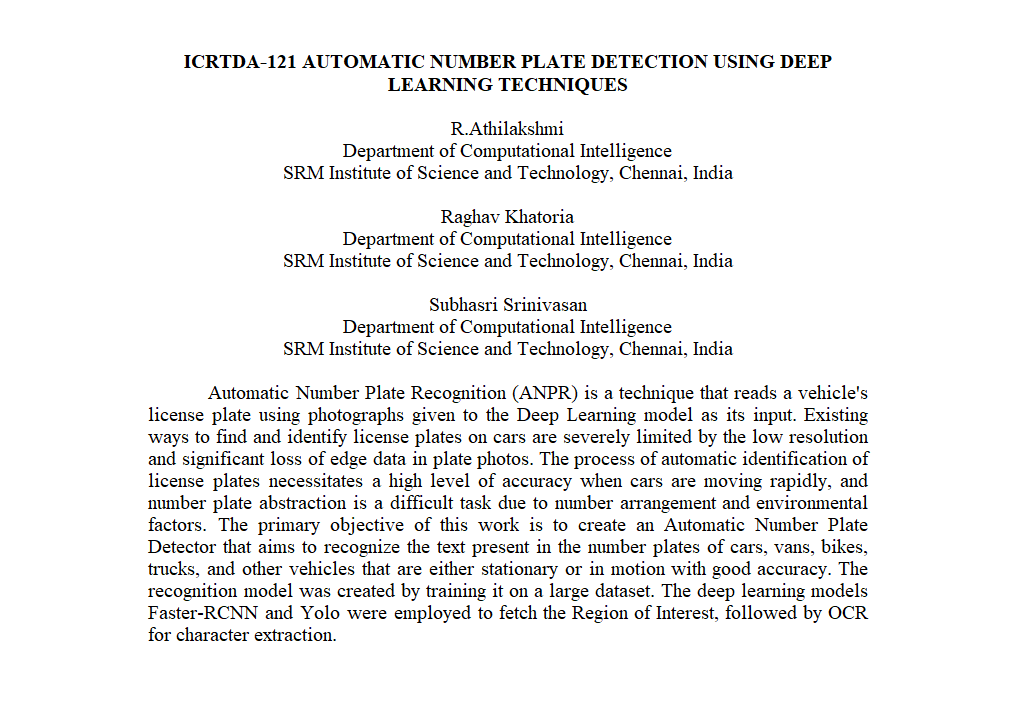 ICRTDA-121 AUTOMATIC NUMBER PLATE DETECTION USING DEEP
LEARNING TECHNIQUES
R.Athilakshmi
Department of Computational Intelligence
SRM Institute of Science and Technology, Chennai, India
Raghav Khatoria
Department of Computational Intelligence
SRM Institute of Science and Technology, Chennai, India
Subhasri Srinivasan
Department of Computational Intelligence
SRM Institute of Science and Technology, Chennai, India
Automatic Number Plate Recognition (ANPR) is a technique that reads a vehicle's
license plate using photographs given to the Deep Learning model as its input. Existing
ways to find and identify license plates on cars are severely limited by the low resolution
and significant loss of edge data in plate photos. The process of automatic identification of
license plates necessitates a high level of accuracy when cars are moving rapidly, and
number plate abstraction is a difficult task due to number arrangement and environmental
factors. The primary objective of this work is to create an Automatic Number Plate
Detector that aims to recognize the text present in the number plates of cars, vans, bikes,
trucks, and other vehicles that are either stationary or in motion with good accuracy. The
recognition model was created by training it on a large dataset. The deep learning models
Faster-RCNN and Yolo were employed to fetch the Region of Interest, followed by OCR
for character extraction.